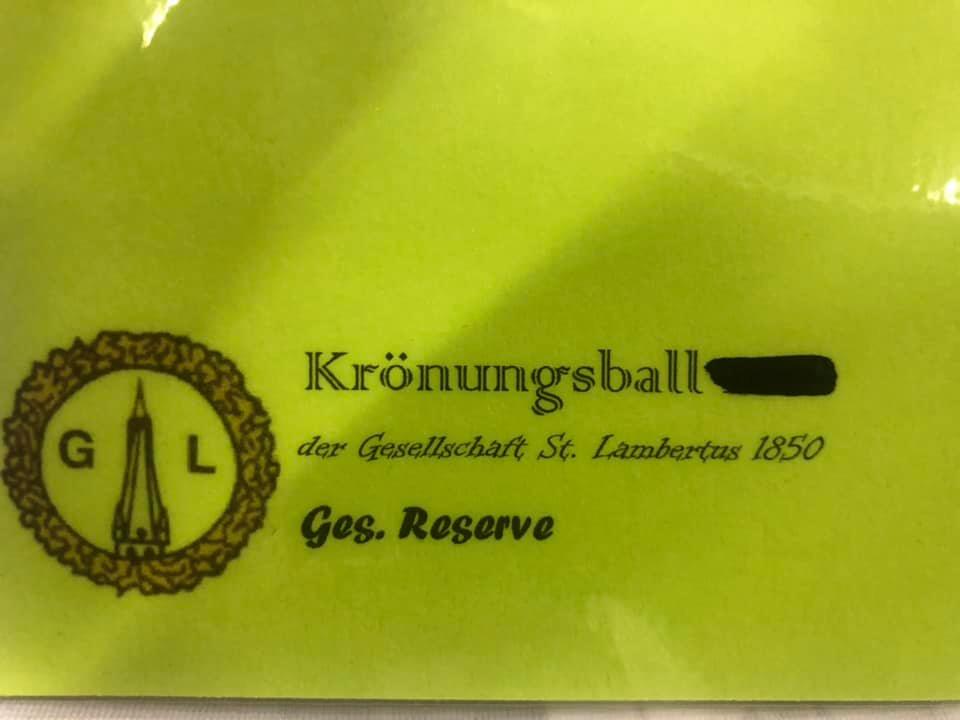 G L
Krönungsball
der Gesellschaft St. Lambertus 1850
Ges. Reserve